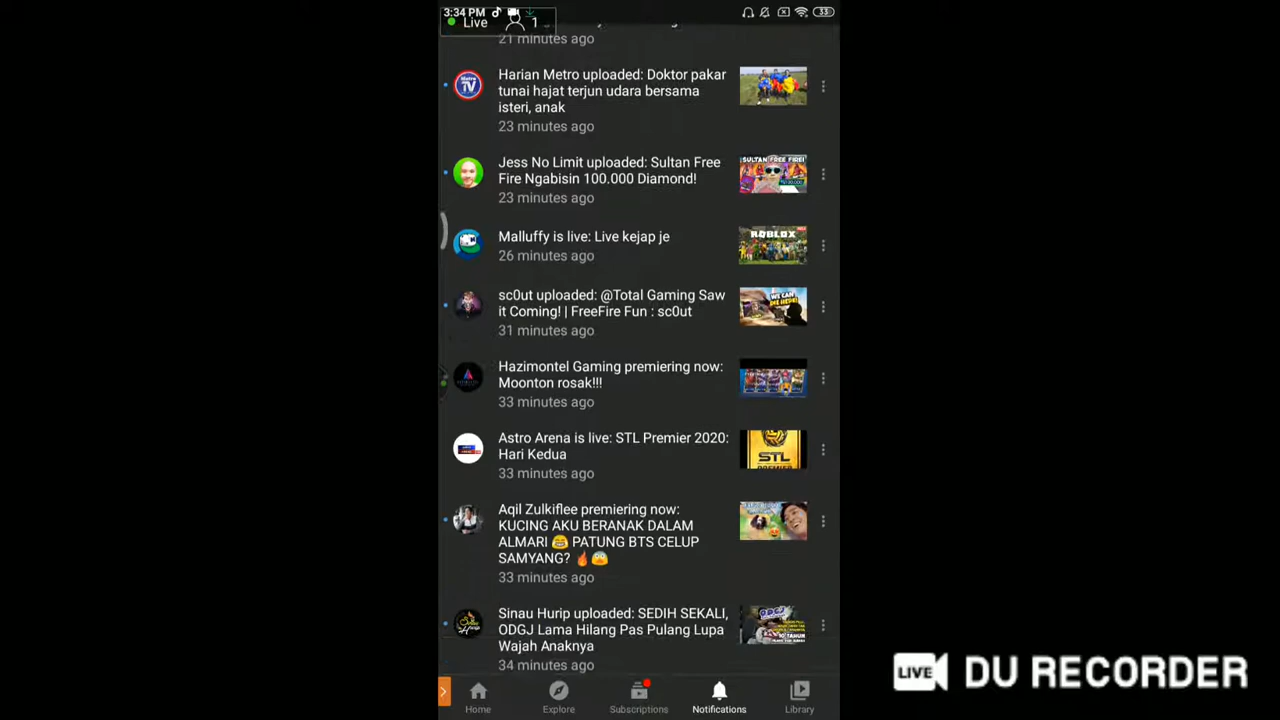 3:34 PM
33
Live 1
21 minutes ago
Harian Metro uploaded: Doktor pakar
tunai hajat terjun udara bersama
isteri, anak
23 minutes ago
Jess No Limit uploaded: Sultan Free
Fire Ngabisin 100.000 Diamond!
23 minutes ago
SULTAN FREE FIRE!
Malluffy is live: Live kejap je
26 minutes ago
ROBLOX
sc0ut uploaded: @Total Gaming Saw
it Coming! | FreeFire Fun : sc0ut
31 minutes ago
Hazimontel Gaming premiering now:
Moonton rosak!!!
33 minutes ago
Astro Arena is live: STL Premier 2020:
Hari Kedua
33 minutes ago
STL
Aqil Zulkiflee premiering now:
KUCING AKU BERANAK DALAM
ALMARI 😂 PATUNG BTS CELUP
SAMYANG? 🔥😰
33 minutes ago
Sinau Hurip uploaded: SEDIH SEKALI,
ODGJ Lama Hilang Pas Pulang Lupa
Wajah Anaknya
34 minutes ago
ODGJ
Home
Explore
Subscriptions
Notifications
Library
LIVE DU RECORDER